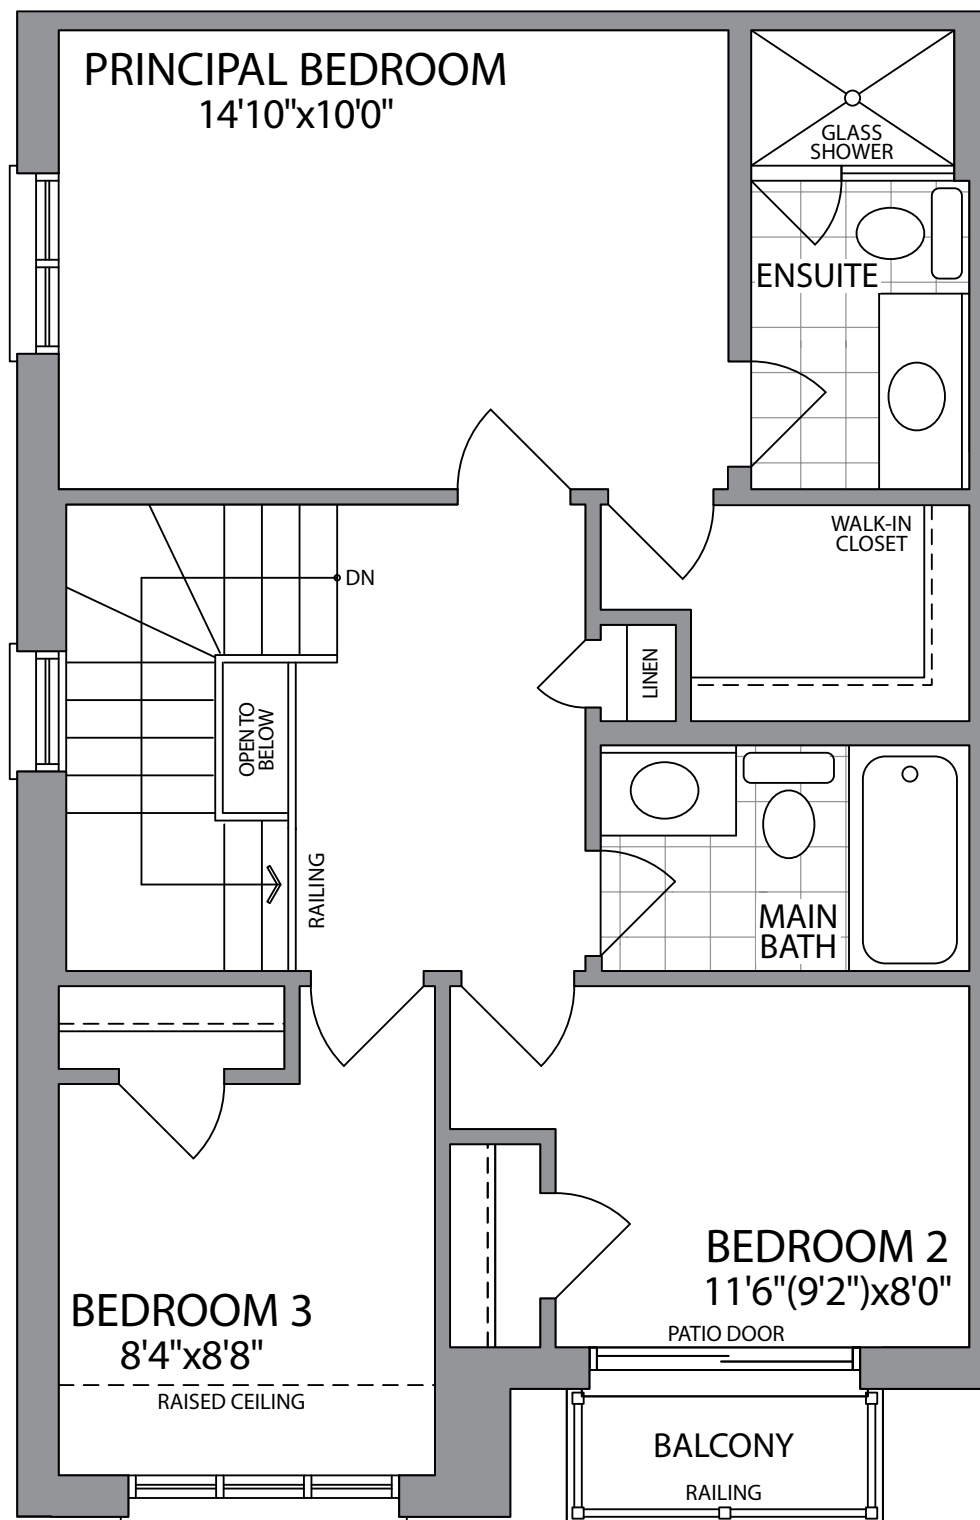 PRINCIPAL BEDROOM
14'10"x10'0"
GLASS
SHOWER
ENSUITE
WALK-IN
CLOSET
DN
LINEN
OPEN TO
BELOW
RAILING
MAIN
BATH
BEDROOM 2
11'6"(9'2")x8'0"
PATIO DOOR
BEDROOM 3
8'4"x8'8"
RAISED CEILING
BALCONY
RAILING